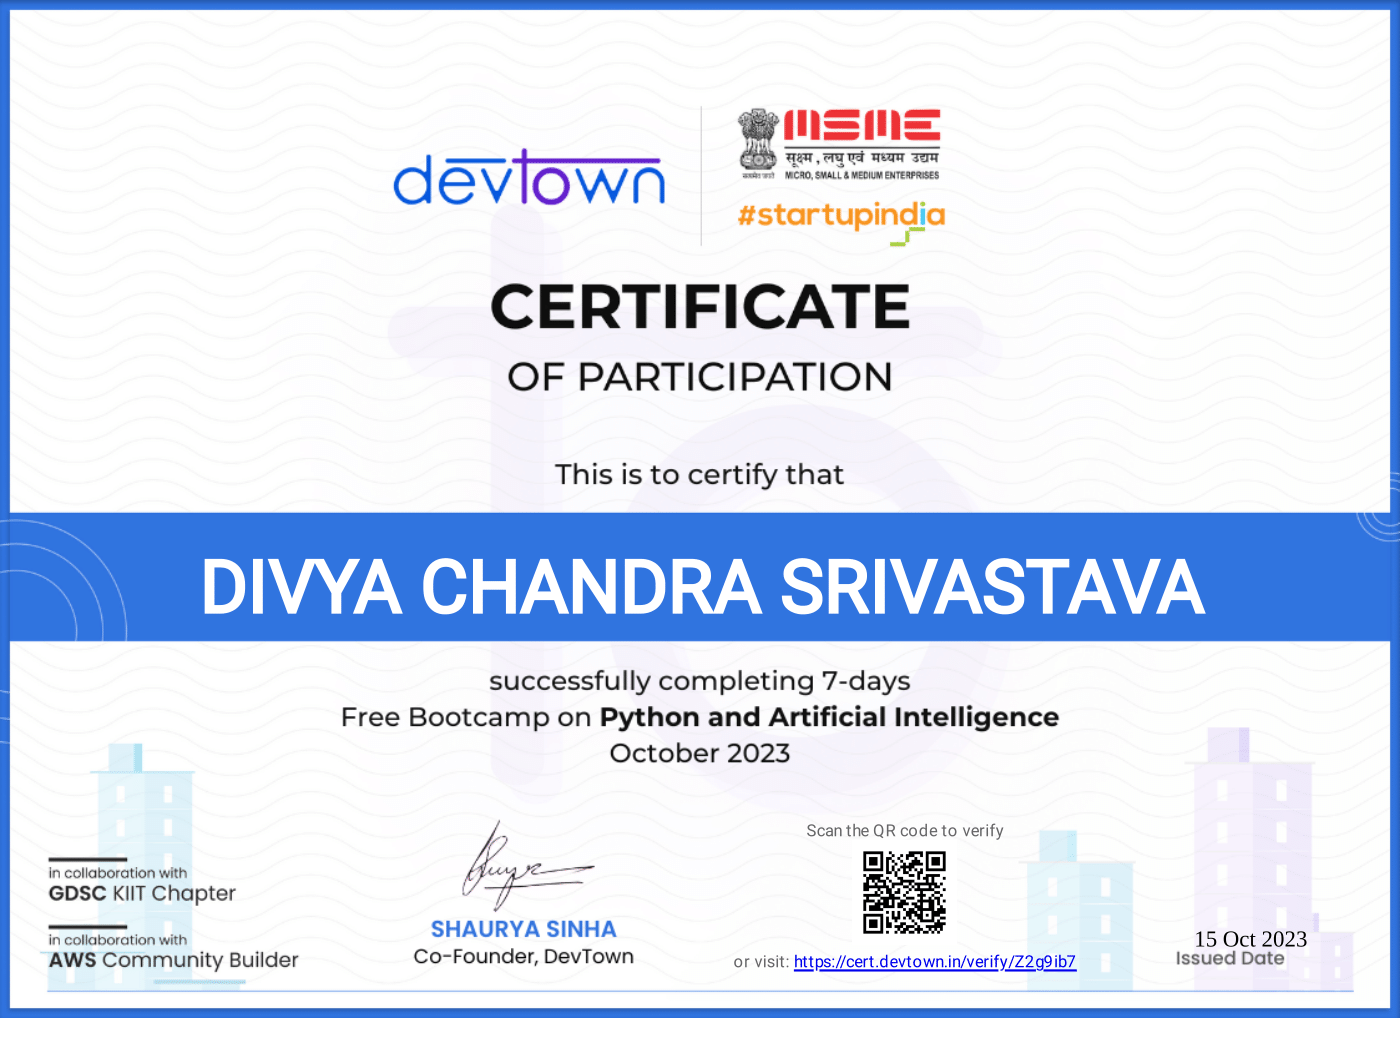 devtown
MSME
सूक्ष्म, लघु एवं मध्यम उद्यम
MICRO, SMALL & MEDIUM ENTERPRISES
सत्यमेव जयते
#startupindia
CERTIFICATE
OF PARTICIPATION
This is to certify that
DIVYA CHANDRA SRIVASTAVA
successfully completing 7-days
Free Bootcamp on Python and Artificial Intelligence
October 2023
in collaboration with
GDSC KIIT Chapter
in collaboration with
AWS Community Builder
SHAURYA SINHA
Co-Founder, DevTown
Scan the QR code to verify
or visit: https://cert.devtown.in/verify/Z2g9ib7
15 Oct 2023
Issued Date